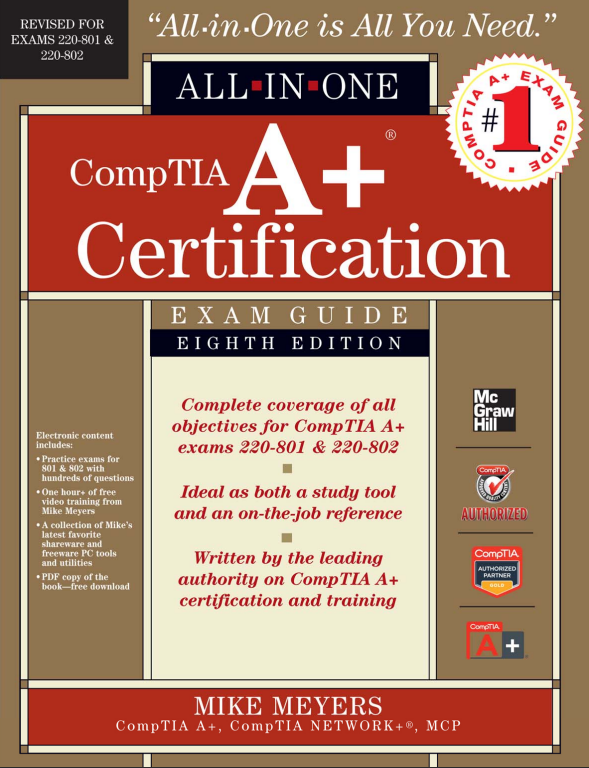 REVISED FOR
EXAMS 220-801 &
220-802
“All-in-One is All You Need.”
ALL-IN-ONE
COMPTIA A+ EXAM GUIDE
#1
CompTIA A+®
Certification
EXAM GUIDE
EIGHTH EDITION
Complete coverage of all
objectives for CompTIA A+
exams 220-801 & 220-802
Ideal as both a study tool
and an on-the-job reference
Written by the leading
authority on CompTIA A+
certification and training
Electronic content
includes:
• Practice exams for
801 & 802 with
hundreds of questions
• One hour+ of free
video training from
Mike Meyers
• A collection of Mike’s
latest favorite
shareware and
freeware PC tools
and utilities
• PDF copy of the
book—free download
Mc
Graw
Hill
CompTIA
AUTHORIZED
CompTIA
AUTHORIZED
PARTNER
GOLD
CompTIA
A+
MIKE MEYERS
CompTIA A+, CompTIA NETWORK+®, MCP